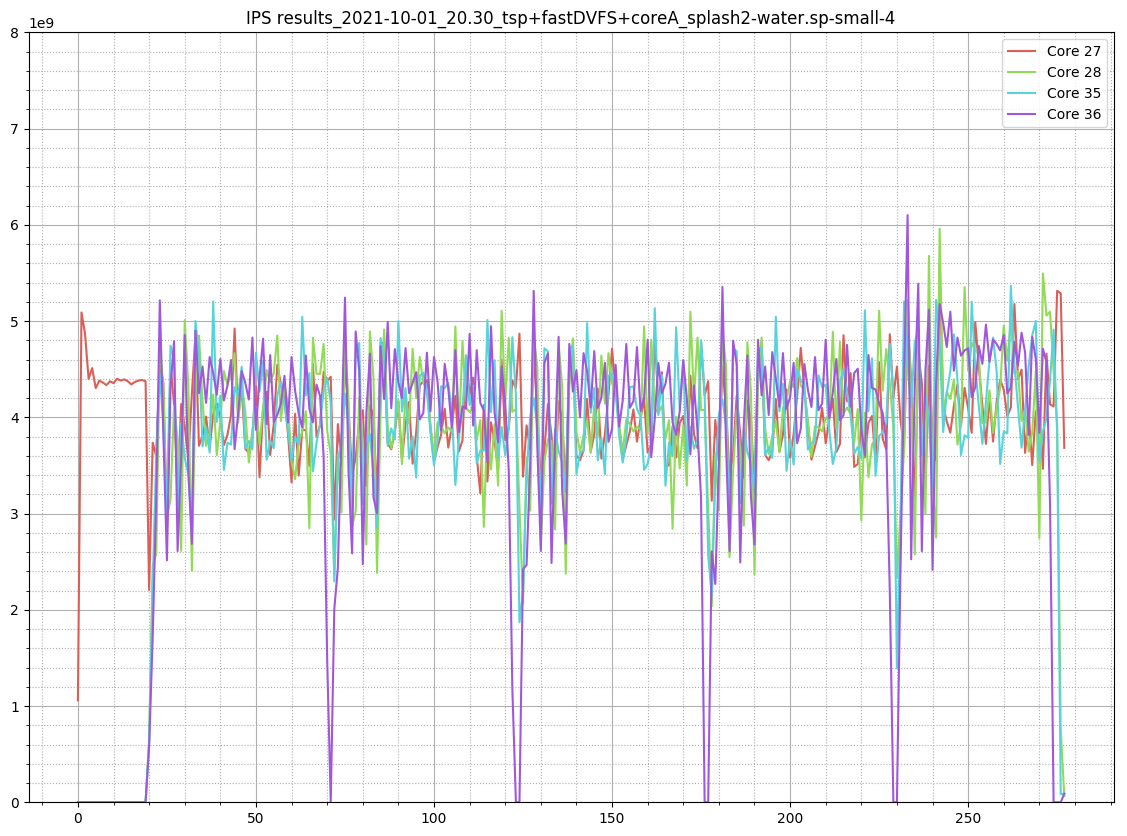 IPS results_2021-10-01_20.30_tsp+fastDVFS+coreA_splash2-water.sp-small-4
1e9
8
7
6
5
4
3
2
1
0
0 50 100 150 200 250
Core 27
Core 28
Core 35
Core 36